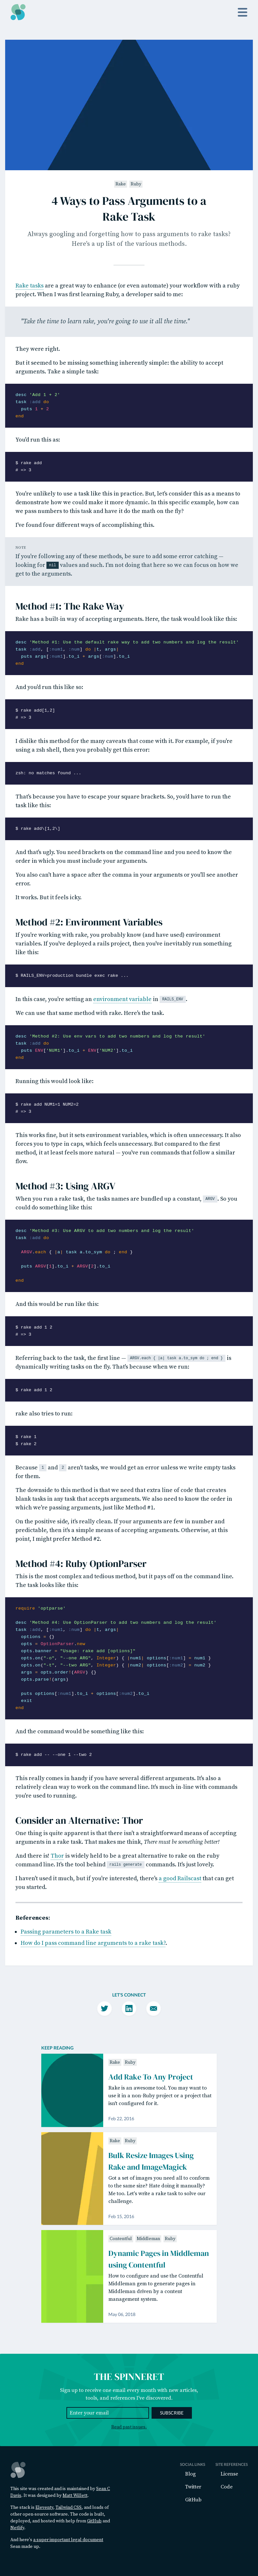 Rake Ruby
4 Ways to Pass Arguments to a
Rake Task
Always googling and forgetting how to pass arguments to rake tasks?
Here's a up list of the various methods.
Rake tasks are a great way to enhance (or even automate) your workflow with a ruby
project. When I was first learning Ruby, a developer said to me:
"Take the time to learn rake, you're going to use it all the time."
They were right.
But it seemed to be missing something inherently simple: the ability to accept
arguments. Take a simple task:
desc 'Add 1 + 2'
task :add do
puts 1 + 2
end
You'd run this as:
$ rake add
# => 3
You're unlikely to use a task like this in practice. But, let's consider this as a means to
demonstrate how we could make it more dynamic. In this specific example, how can
we pass numbers to this task and have it do the math on the fly?
I've found four different ways of accomplishing this.
NOTE
If you're following any of these methods, be sure to add some error catching —
looking for nil values and such. I'm not doing that here so we can focus on how we
get to the arguments.
Method #1: The Rake Way
Rake has a built-in way of accepting arguments. Here, the task would look like this:
desc 'Method #1: Use the default rake way to add two numbers and log the result'
task :add, [:num1, :num] do |t, args|
puts args[:num1].to_i + args[:num].to_i
end
And you'd run this like so:
$ rake add[1,2]
# => 3
I dislike this method for the many caveats that come with it. For example, if you're
using a zsh shell, then you probably get this error:
zsh: no matches found ...
That's because you have to escape your square brackets. So, you'd have to run the
task like this:
$ rake add\[1,2\]
And that's ugly. You need brackets on the command line and you need to know the
order in which you must include your arguments.
You also can't have a space after the comma in your arguments or you'll see another
error.
It works. But it feels icky.
Method #2: Environment Variables
If you're working with rake, you probably know (and have used) environment
variables. If you've deployed a rails project, then you've inevitably run something
like this:
$ RAILS_ENV=production bundle exec rake ...
In this case, you're setting an environment variable in RAILS_ENV.
We can use that same method with rake. Here's the task.
desc 'Method #2: Use env vars to add two numbers and log the result'
task :add do
puts ENV['NUM1'].to_i + ENV['NUM2'].to_i
end
Running this would look like:
$ rake add NUM1=1 NUM2=2
# => 3
This works fine, but it sets environment variables, which is often unnecessary. It also
forces you to type in caps, which feels unnecessary. But compared to the first
method, it at least feels more natural — you've run commands that follow a similar
flow.
Method #3: Using ARGV
When you run a rake task, the tasks names are bundled up a constant, ARGV. So you
could do something like this:
desc 'Method #3: Use ARGV to add two numbers and log the result'
task :add do
ARGV.each { |a| task a.to_sym do ; end }
puts ARGV[1].to_i + ARGV[2].to_i
end
And this would be run like this:
$ rake add 1 2
# => 3
Referring back to the task, the first line — ARGV.each { |a| task a.to_sym do ; end } is
dynamically writing tasks on the fly. That's because when we run:
$ rake add 1 2
rake also tries to run:
$ rake 1
$ rake 2
Because 1 and 2 aren't tasks, we would get an error unless we write empty tasks
for them.
The downside to this method is that we need that extra line of code that creates
blank tasks in any task that accepts arguments. We also need to know the order in
which we're passing arguments, just like Method #1.
On the positive side, it's really clean. If your arguments are few in number and
predictable, then it's a simple means of accepting arguments. Otherwise, at this
point, I might prefer Method #2.
Method #4: Ruby OptionParser
This is the most complex and tedious method, but it pays off on the command line.
The task looks like this:
require 'optparse'
desc 'Method #4: Use OptionParser to add two numbers and log the result'
task :add, [:num1, :num] do |t, args|
options = {}
opts = OptionParser.new
opts.banner = "Usage: rake add [options]"
opts.on("-o", "--one ARG", Integer) { |num1| options[:num1] = num1 }
opts.on("-t", "--two ARG", Integer) { |num2| options[:num2] = num2 }
args = opts.order!(ARGV) {}
opts.parse!(args)
puts options[:num1].to_i + options[:num2].to_i
exit
end
And the command would be something like this:
$ rake add -- --one 1 --two 2
This really comes in handy if you have several different arguments. It's also a
relatively clean way to work on the command line. It's much in-line with commands
you're used to running.
Consider an Alternative: Thor
One thing is quite apparent is that there isn't a straightforward means of accepting
arguments in a rake task. That makes me think, There must be something better!
And there is! Thor is widely held to be a great alternative to rake on the ruby
command line. It's the tool behind rails generate commands. It's just lovely.
I haven't used it much, but if you're interested, there's a good Railscast that can get
you started.
References:
Passing parameters to a Rake task
How do I pass command line arguments to a rake task?.
LET'S CONNECT
KEEP READING
Rake Ruby
Add Rake To Any Project
Rake is an awesome tool. You may want to
use it in a non-Ruby project or a project that
isn't configured for it.
Feb 22, 2016
Rake Ruby
Bulk Resize Images Using
Rake and ImageMagick
Got a set of images you need all to conform
to the same size? Hate doing it manually?
Me too. Let's write a rake task to solve our
challenge.
Feb 15, 2016
Contentful Middleman Ruby
Dynamic Pages in Middleman
using Contentful
How to configure and use the Contentful
Middleman gem to generate pages in
Middleman driven by a content
management system.
May 06, 2018
THE SPINNERET
Sign up to receive one email every month with new articles,
tools, and references I've discovered.
Enter your email
SUBSCRIBE
Read past issues.
This site was created and is maintained by Sean C
Davis. It was designed by Matt Willett.
The stack is Eleventy, Tailwind CSS, and loads of
other open source software. The code is built,
deployed, and hosted with help from GitHub and
Netlify.
And here's a super important legal document
Sean made up.
SOCIAL LINKS
Blog
Twitter
GitHub
SITE REFERENCES
License
Code